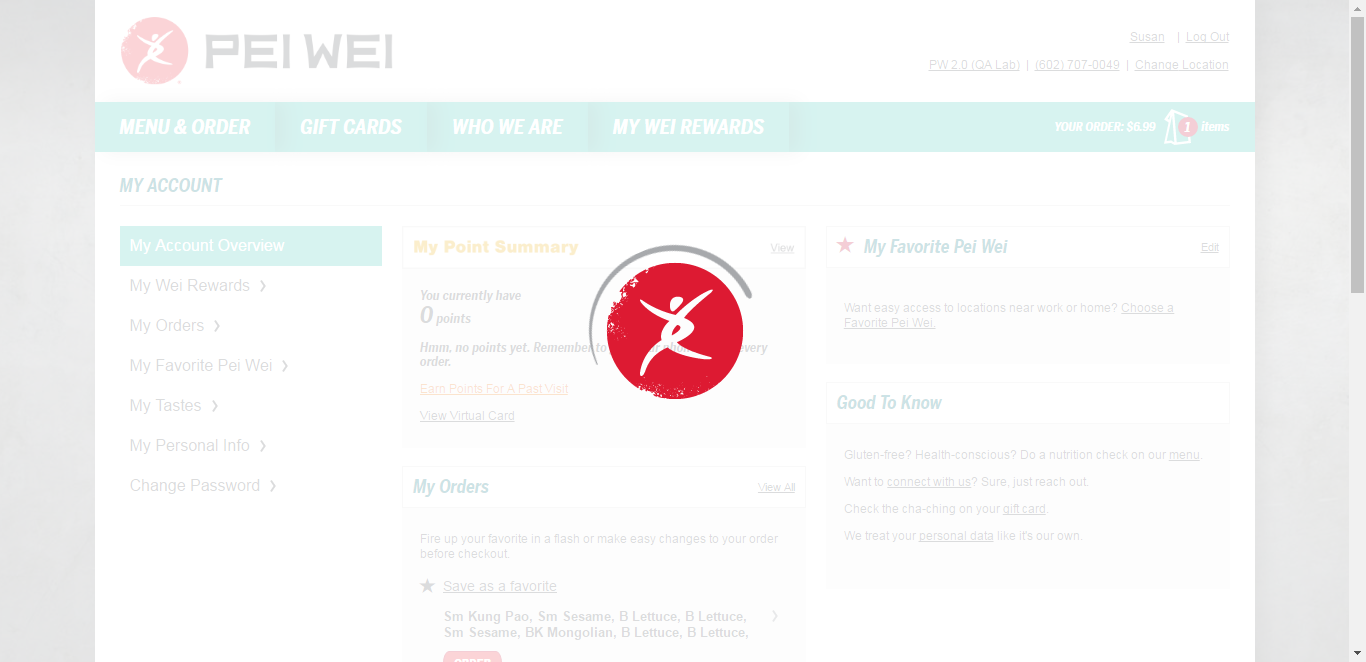 PEI WEI
Susan | Log Out
PW 2.0 (QA Lab) | (602) 707-0049 | Change Location
MENU & ORDER GIFT CARDS WHO WE ARE MY WEI REWARDS
YOUR ORDER: $6.99 1 items
MY ACCOUNT
My Account Overview
My Wei Rewards
My Orders
My Favorite Pei Wei
My Tastes
My Personal Info
Change Password
My Point Summary View
You currently have
0 points
Hmm, no points yet. Remember to every
order.
Earn Points For A Past Visit
View Virtual Card
My Orders View All
Fire up your favorite in a flash or make easy changes to your order
before checkout.
Save as a favorite
Sm Kung Pao, Sm Sesame, B Lettuce, B Lettuce,
Sm Sesame, BK Mongolian, B Lettuce, B Lettuce,
ORDER
My Favorite Pei Wei Edit
Want easy access to locations near work or home? Choose a
Favorite Pei Wei.
Good To Know
Gluten-free? Health-conscious? Do a nutrition check on our menu.
Want to connect with us? Sure, just reach out.
Check the cha-ching on your gift card.
We treat your personal data like it's our own.